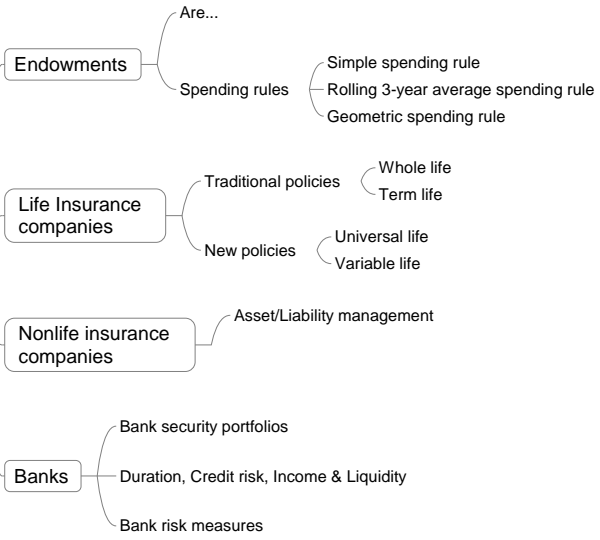 Are...
Endowments
Simple spending rule
Spending rules
Rolling 3-year average spending rule
Geometric spending rule
Whole life
Traditional policies
Term life
Life Insurance
companies
Universal life
New policies
Variable life
Asset/Liability management
Nonlife insurance
companies
Bank security portfolios
Banks
Duration, Credit risk, Income & Liquidity
Bank risk measures